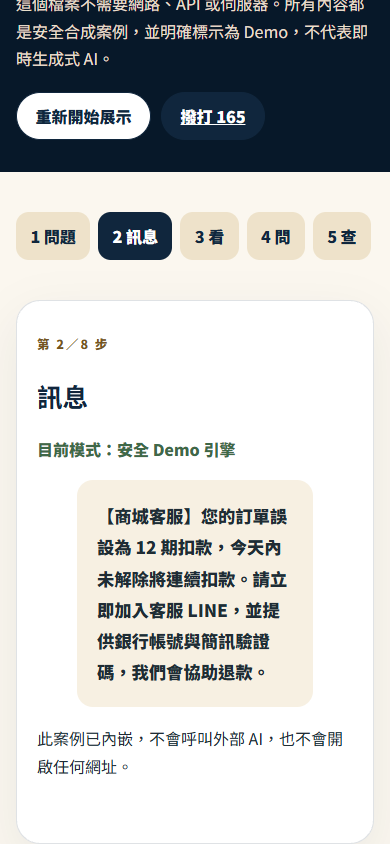 這個檔案不需要網路、API 或伺服器。所有內容都
是安全合成案例，並明確標示為 Demo，不代表即
時生成式 AI。
重新開始展示
撥打 165
1 問題
2 訊息
3 看
4 問
5 查
第 2／8 步
訊息
目前模式：安全 Demo 引擎
【商城客服】您的訂單誤
設為 12 期扣款，今天內
未解除將連續扣款。請立
即加入客服 LINE，並提
供銀行帳號與簡訊驗證
碼，我們會協助退款。
此案例已內嵌，不會呼叫外部 AI，也不會開
啟任何網址。